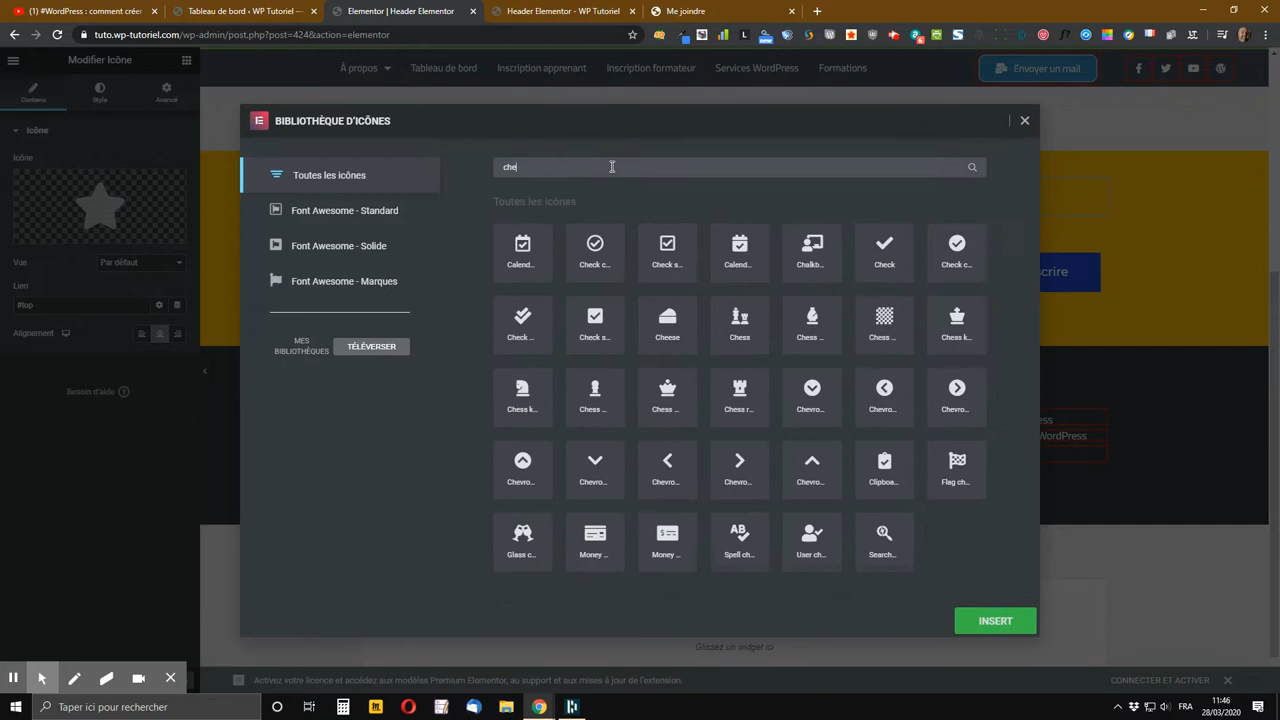 (1) #WordPress : comment crée
Tableau de bord ‹ WP Tutoriel
Elementor | Header Elementor
Header Elementor - WP Tutoriel
Me joindre
tuto.wp-tutoriel.com/wp-admin/post.php?post=424&action=elementor
Modifier Icône
À propos
Tableau de bord
Inscription apprenant
Inscription formateur
Services WordPress
Formations
Envoyer un mail
Contenu
Style
Avancé
Icône
Icône
Vue
Par défaut
Lien
#top
Alignement
Besoin d'aide
BIBLIOTHÈQUE D'ICÔNES
Toutes les icônes
Font Awesome - Standard
Font Awesome - Solide
Font Awesome - Marques
MES BIBLIOTHÈQUES
TÉLÉVERSER
che
Toutes les icônes
Calend... Check c... Check s... Calend... Chalkb... Check Check c...
Check ... Check s... Cheese Chess Chess ... Chess ... Chess k...
Chess k... Chess ... Chess ... Chess r... Chevro... Chevro... Chevro...
Chevro... Chevro... Chevro... Chevro... Chevro... Clipboa... Flag ch...
Glass c... Money ... Money ... Spell ch... User ch... Search...
INSERT
scrire
WordPress
Glissez un widget ici
Activez votre licence et accédez aux modèles Premium Elementor, au support et aux mises à jour de l'extension.
CONNECTER ET ACTIVER
Taper ici pour rechercher
FRA
11:46
28/03/2020